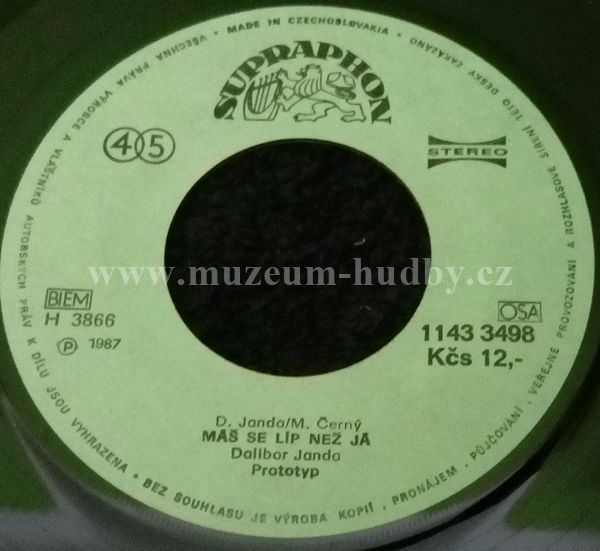 VŠECHNA PRÁVA VÝROBCE A VLASTNÍKŮ AUTORSKÝCH PRÁV K DÍLU JSOU VYHRAZENA • BEZ SOUHLASU JE VÝROBA KOPIÍ • PRONÁJEM • PŮJČOVÁNÍ • VEŘEJNÉ PROVOZOVÁNÍ A ROZHLASOVÉ ŠÍŘENÍ TÉTO DESKY ZAKÁZÁNO • MADE IN CZECHOSLOVAKIA •
SUPRAPHON
45
STEREO
www.muzeum-hudby.cz
BIEM
H 3866
Ⓟ 1987
OSA
1143 3498
Kčs 12,-
D. Janda/M. Černý
MÁŠ SE LÍP NEŽ JÁ
Dalibor Janda
Prototyp